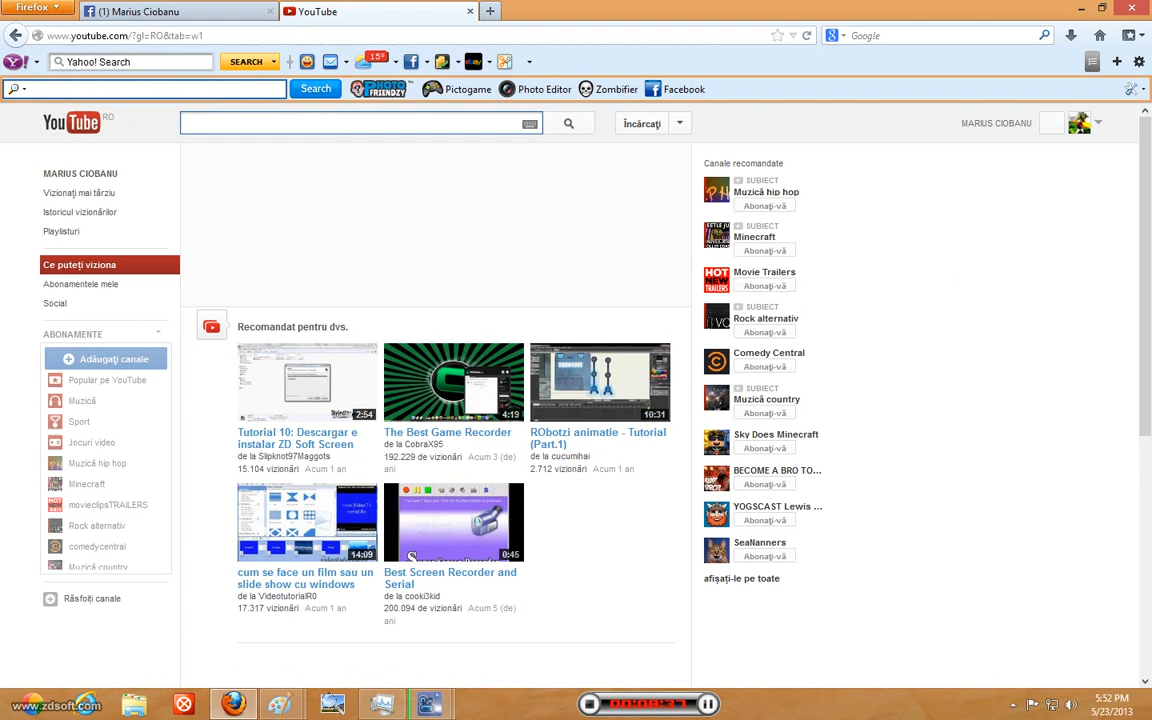 Firefox
(1) Marius Ciobanu
YouTube
www.youtube.com/?gl=RO&tab=w1
Google
Yahoo! Search
SEARCH
15°
Search
PHOTO FRIENDZY
Pictogame
Photo Editor
Zombifier
Facebook
YouTube RO
Încărcați
MARIUS CIOBANU
MARIUS CIOBANU
Vizionați mai târziu
Istoricul vizionărilor
Playlisturi
Ce puteți viziona
Abonamentele mele
Social
ABONAMENTE
Adăugați canale
Popular pe YouTube
Muzică
Sport
Jocuri video
Muzică hip hop
Minecraft
movieclipsTRAILERS
Rock alternativ
comedycentral
Muzică country
Răsfoiți canale
Recomandat pentru dvs.
2:54
Tutorial 10: Descargar e
instalar ZD Soft Screen
de la Slipknot97Maggots
15.104 vizionări Acum 1 an
4:19
The Best Game Recorder
de la CobraX95
192.229 de vizionări Acum 3 (de)
ani
10:31
RObotzi animatie - Tutorial
(Part.1)
de la cucumihai
2.712 vizionări Acum 1 an
14:09
cum se face un film sau un
slide show cu windows
de la VideotutorialR0
17.317 vizionări Acum 1 an
0:45
Best Screen Recorder and
Serial
de la cooki3kid
200.094 de vizionări Acum 5 (de)
ani
Canale recomandate
SUBIECT
Muzică hip hop
Abonați-vă
SUBIECT
Minecraft
Abonați-vă
HOT NEW TRAILERS
Movie Trailers
Abonați-vă
SUBIECT
Rock alternativ
Abonați-vă
Comedy Central
Abonați-vă
SUBIECT
Muzică country
Abonați-vă
Sky Does Minecraft
Abonați-vă
BECOME A BRO TO...
Abonați-vă
YOGSCAST Lewis ...
Abonați-vă
SeaNanners
Abonați-vă
afișați-le pe toate
www.zdsoft.com
5:52 PM
5/23/2013